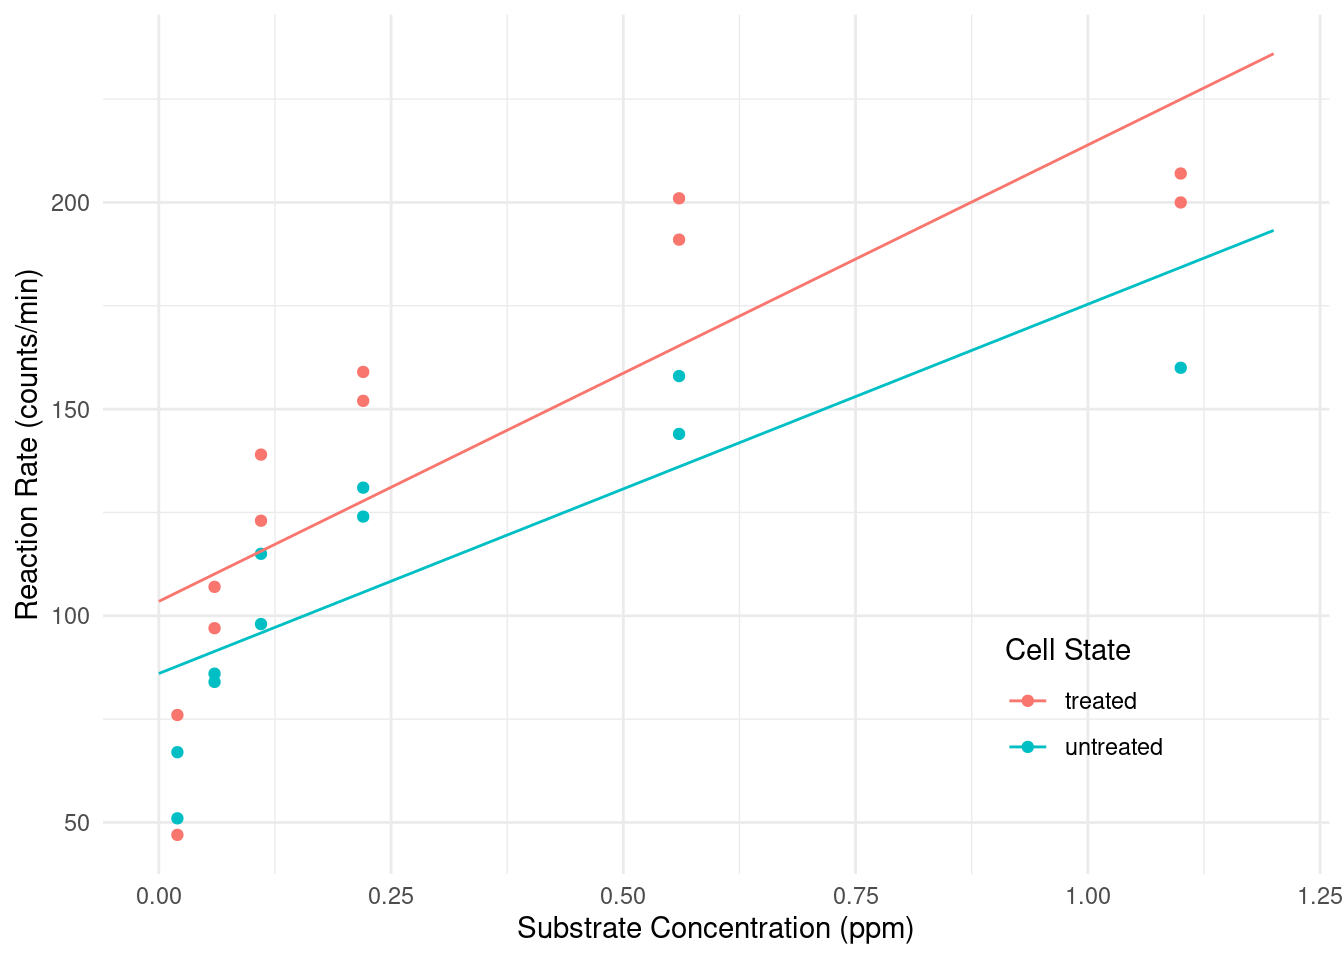 Reaction Rate (counts/min)
200
150
100
50
Cell State
treated
untreated
0.00 0.25 0.50 0.75 1.00 1.25
Substrate Concentration (ppm)